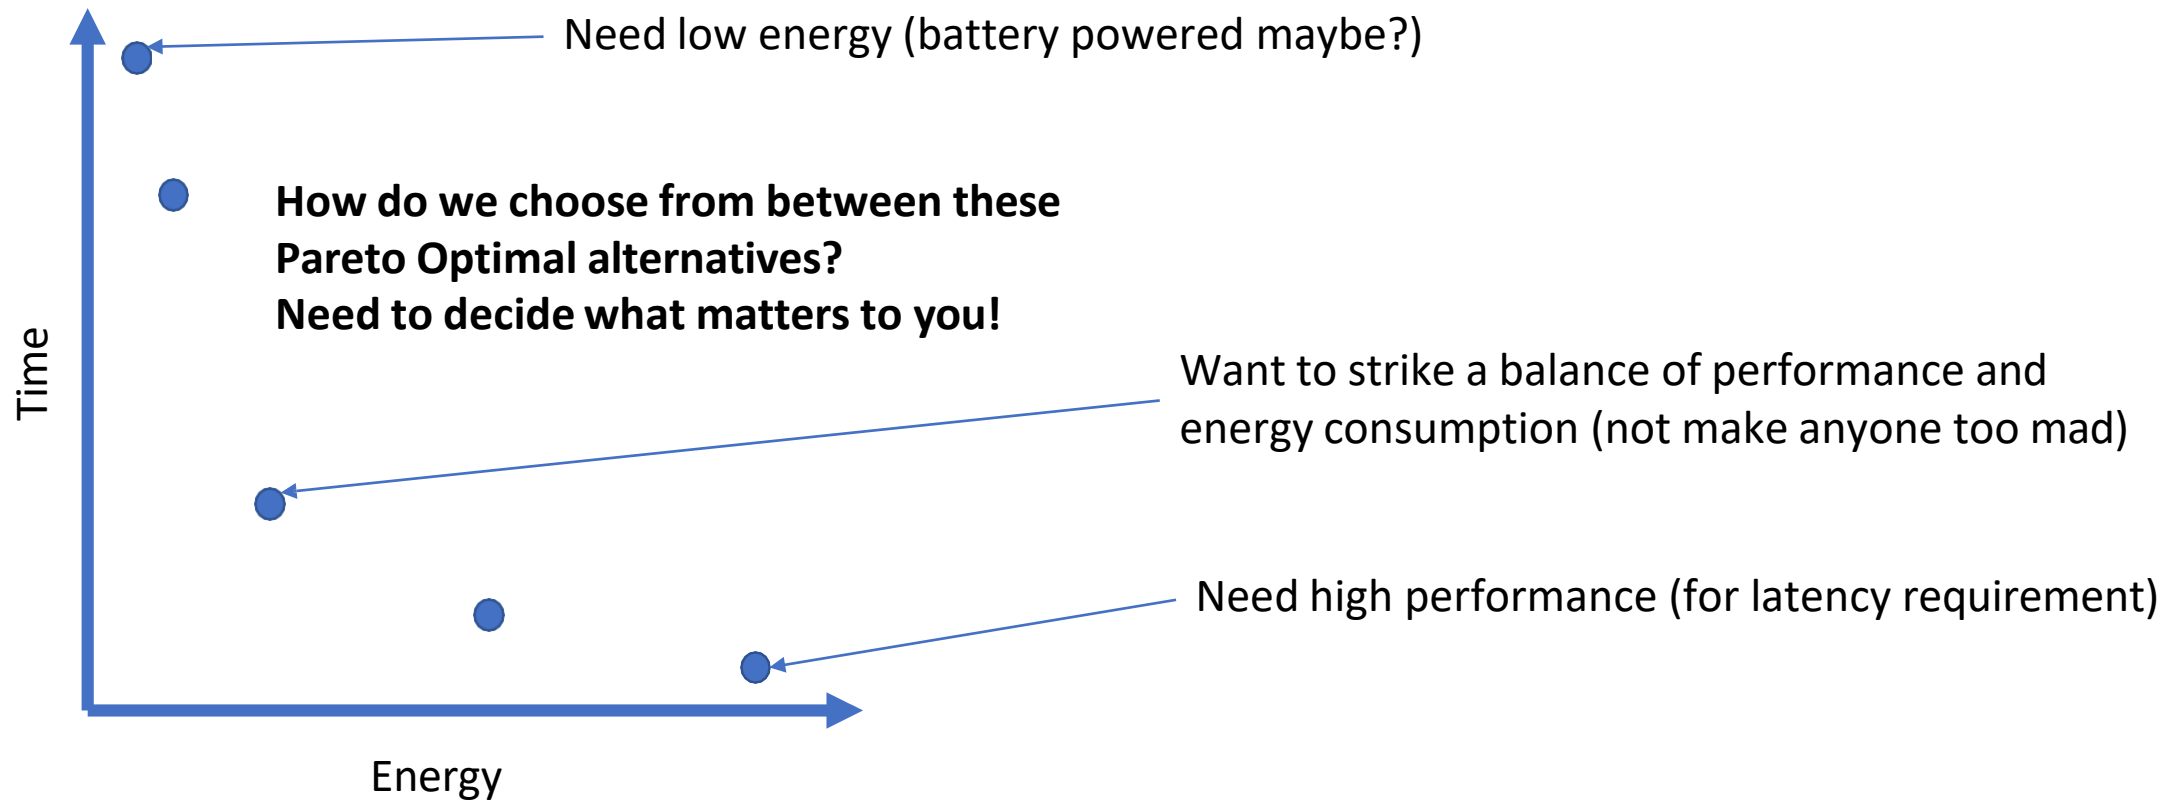 Need low energy (battery powered maybe?)
How do we choose from between these
Pareto Optimal alternatives?
Need to decide what matters to you!
Time
Want to strike a balance of performance and
energy consumption (not make anyone too mad)
Need high performance (for latency requirement)
Energy